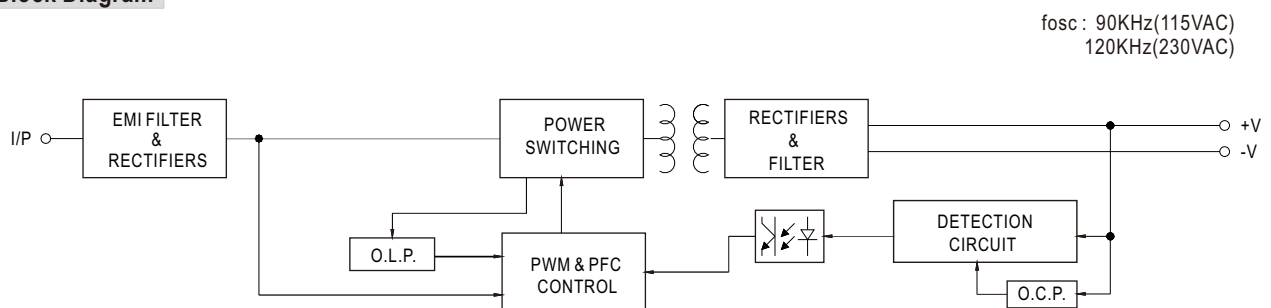 Block Diagram
fosc : 90KHz(115VAC)
120KHz(230VAC)
I/P
EMI FILTER
&
RECTIFIERS
POWER
SWITCHING
RECTIFIERS
&
FILTER
+V
-V
O.L.P.
PWM & PFC
CONTROL
DETECTION
CIRCUIT
O.C.P.